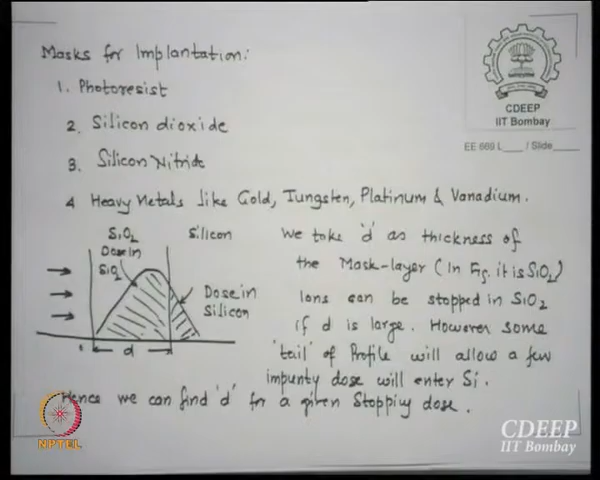 Masks for Implantation:
1. Photoresist
2. Silicon dioxide
3. Silicon Nitride
4 Heavy Metals like Gold, Tungsten, Platinum & Vanadium.
CDEEP
IIT Bombay
EE 669 L___ / Slide___
SiO2
Silicon
Dose in
SiO2
Dose in
Silicon
d
We take 'd' as thickness of
the Mask-layer (In Fig. it is SiO2)
Ions can be stopped in SiO2
if d is large. However some
'tail' of Profile will allow a few
impurity dose will enter Si.
Hence we can find 'd' for a given Stopping dose.
NPTEL
CDEEP
IIT Bombay